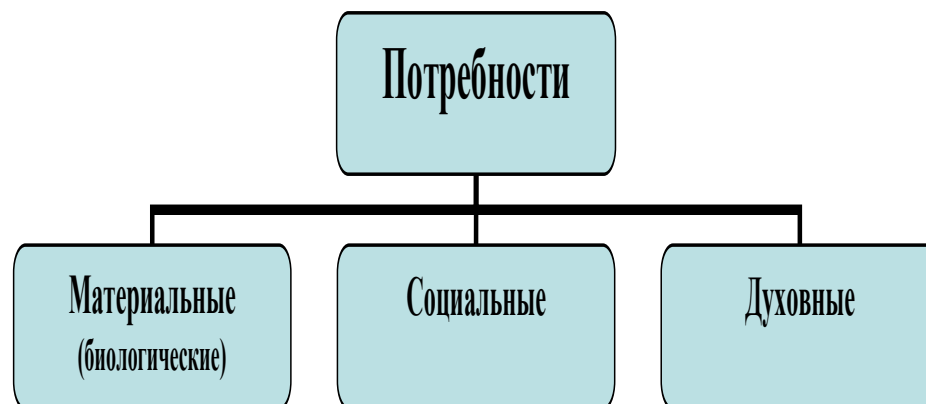 Потребности
Материальные
(биологические)
Социальные
Духовные